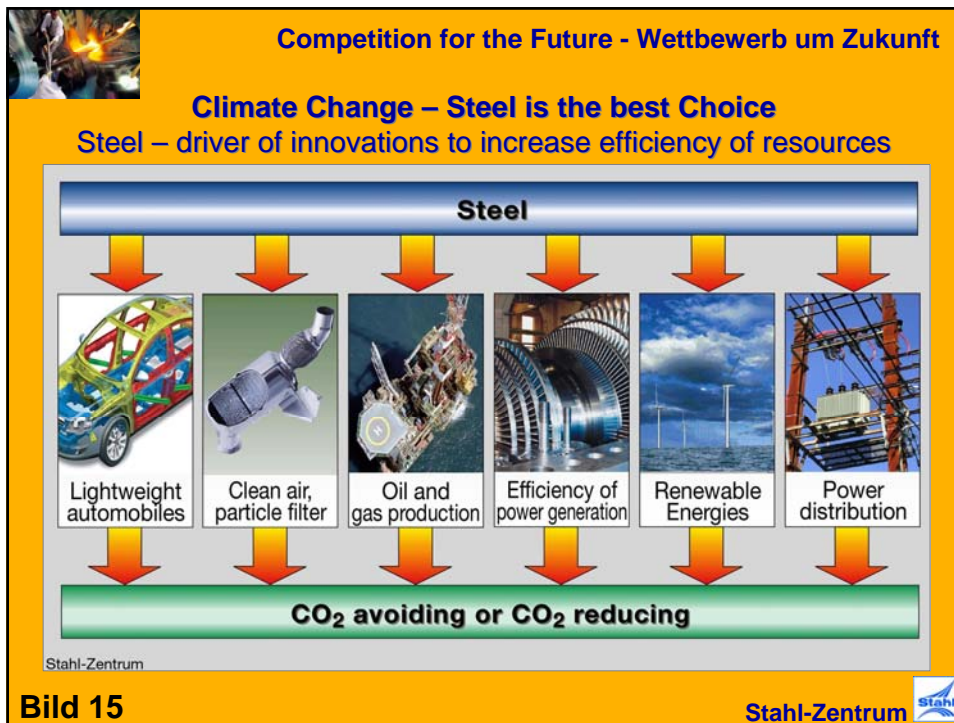 Competition for the Future - Wettbewerb um Zukunft
Climate Change – Steel is the best Choice
Steel – driver of innovations to increase efficiency of resources
Steel
Lightweight
automobiles
Clean air,
particle filter
Oil and
gas production
Efficiency of
power generation
Renewable
Energies
Power
distribution
CO₂ avoiding or CO₂ reducing
Stahl-Zentrum
Bild 15
Stahl-Zentrum
Stahl